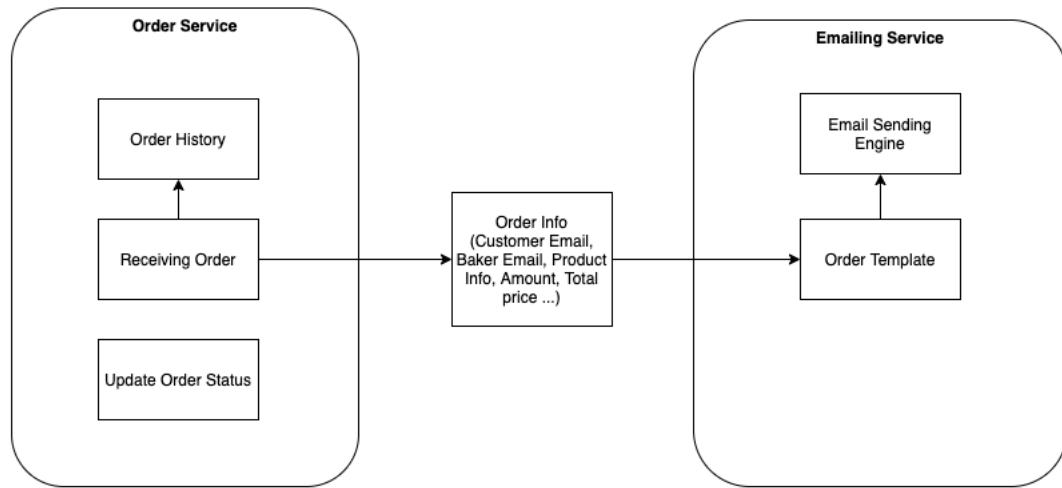 Order Service
Order History
Receiving Order
Update Order Status
Order Info
(Customer Email,
Baker Email, Product
Info, Amount, Total
price ...)
Emailing Service
Email Sending
Engine
Order Template